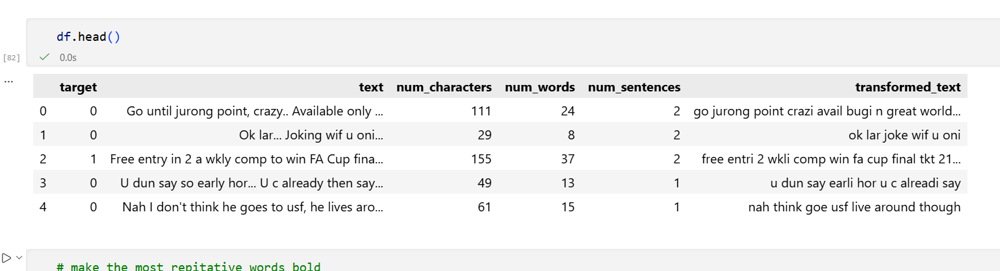 df.head()
[82] 0.0s
...
target text num_characters num_words num_sentences transformed_text
0 0 Go until jurong point, crazy.. Available only ... 111 24 2 go jurong point crazi avail bugi n great world...
1 0 Ok lar... Joking wif u oni... 29 8 2 ok lar joke wif u oni
2 1 Free entry in 2 a wkly comp to win FA Cup fina... 155 37 2 free entri 2 wkli comp win fa cup final tkt 21...
3 0 U dun say so early hor... U c already then say... 49 13 1 u dun say earli hor u c alreadi say
4 0 Nah I don't think he goes to usf, he lives aro... 61 15 1 nah think goe usf live around though
# make the most repitative words bold